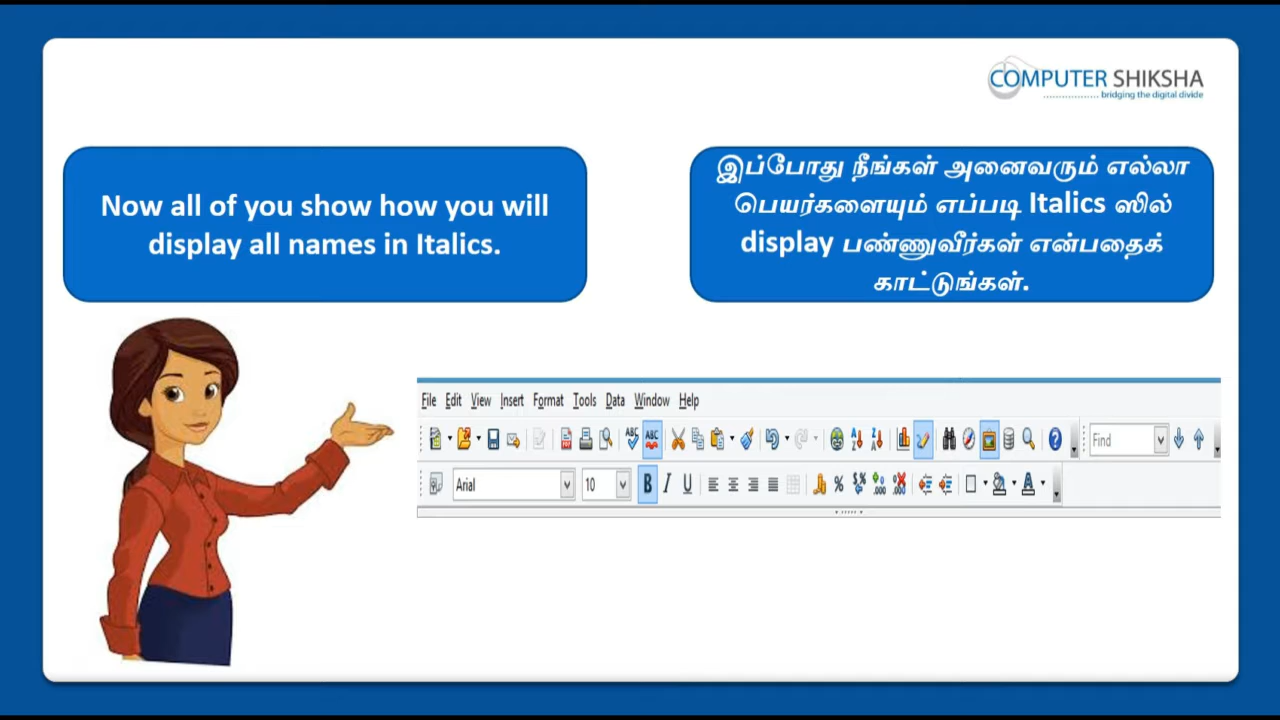 COMPUTER SHIKSHA
bridging the digital divide
Now all of you show how you will
display all names in Italics.
இப்போது நீங்கள் அனைவரும் எல்லா
பெயர்களையும் எப்படி Italics ஸில்
display பண்ணுவீர்கள் என்பதைக்
காட்டுங்கள்.
File Edit View Insert Format Tools Data Window Help
ABC ABC Find
Arial 10 B I U